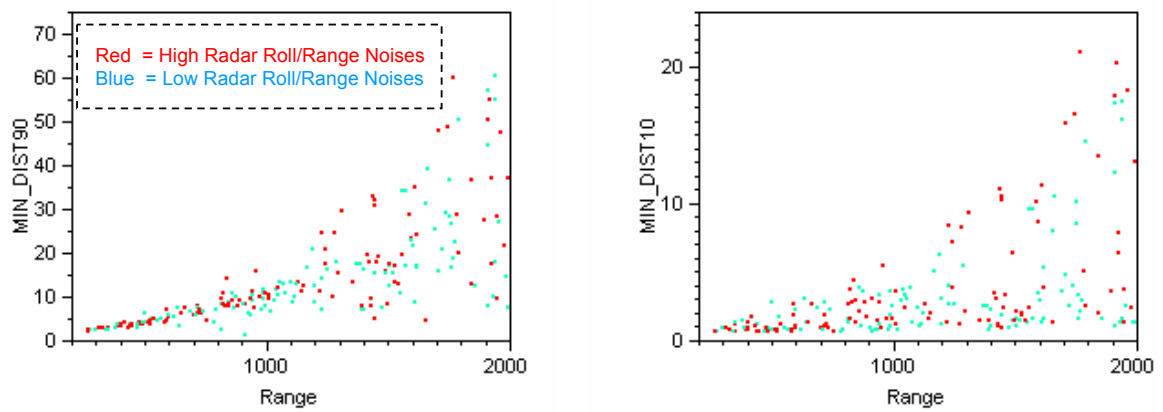 Red = High Radar Roll/Range Noises
Blue = Low Radar Roll/Range Noises
MIN_DIST90
70
60
50
40
30
20
10
0
1000
2000
Range
MIN_DIST10
20
10
0
1000
2000
Range